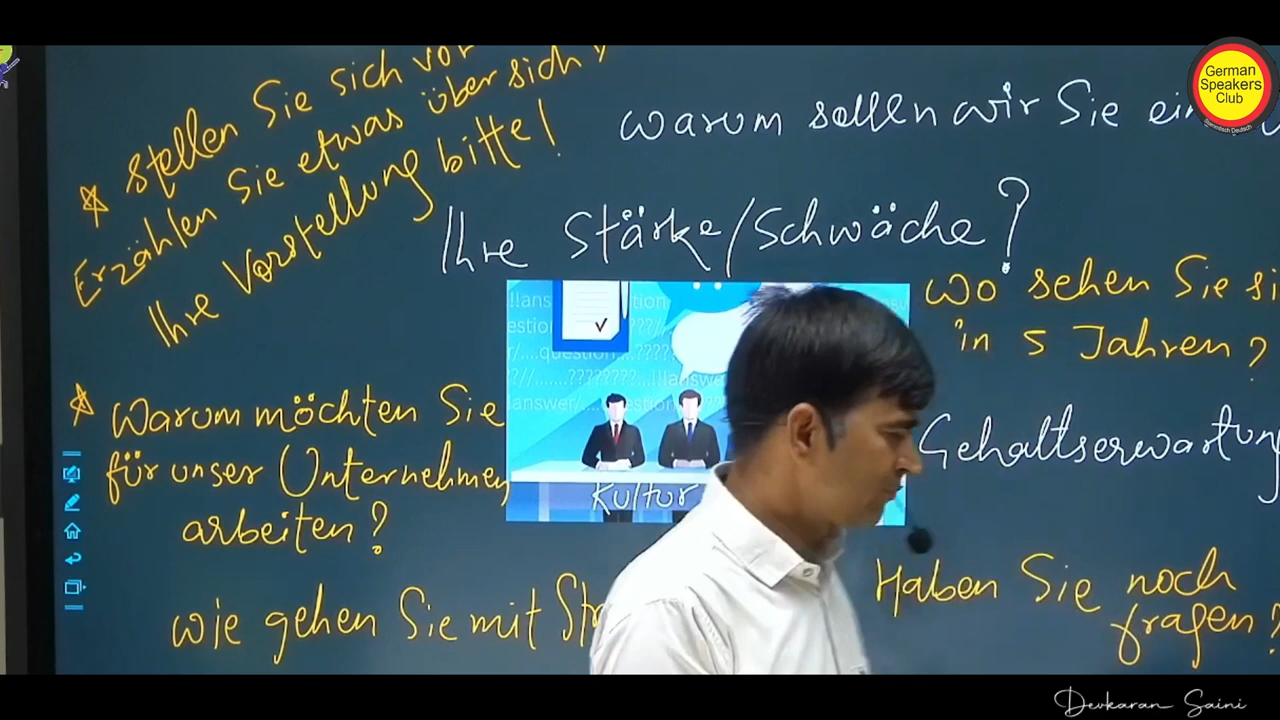 * Stellen Sie sich vor
Erzählen Sie etwas über sich?
Ihre Vorstellung bitte!
warum sollen wir Sie
Ihre Stärke/Schwäche?
wo sehen Sie
in 5 Jahren?
* Warum möchten Sie
für unser Unternehmen
arbeiten?
Gehaltserwartung
wie gehen Sie mit
Haben Sie noch
fragen?
Kultur
German
Speakers
Club
Stammtisch Deutsch
Devkaran Saini